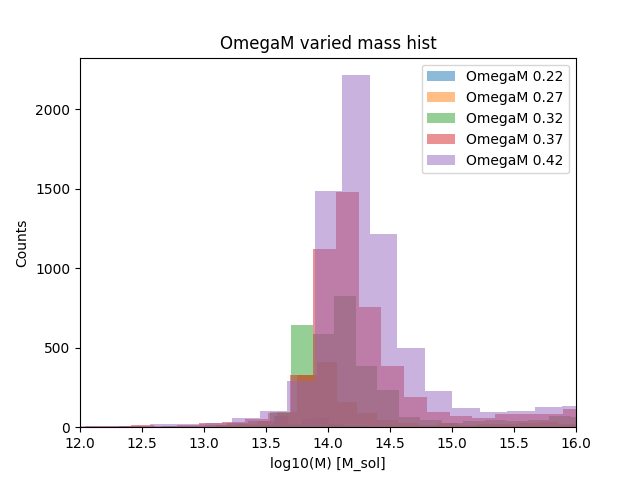 OmegaM varied mass hist
OmegaM 0.22
OmegaM 0.27
OmegaM 0.32
OmegaM 0.37
OmegaM 0.42
Counts
2000
1500
1000
500
0
12.0 12.5 13.0 13.5 14.0 14.5 15.0 15.5 16.0
log10(M) [M_sol]